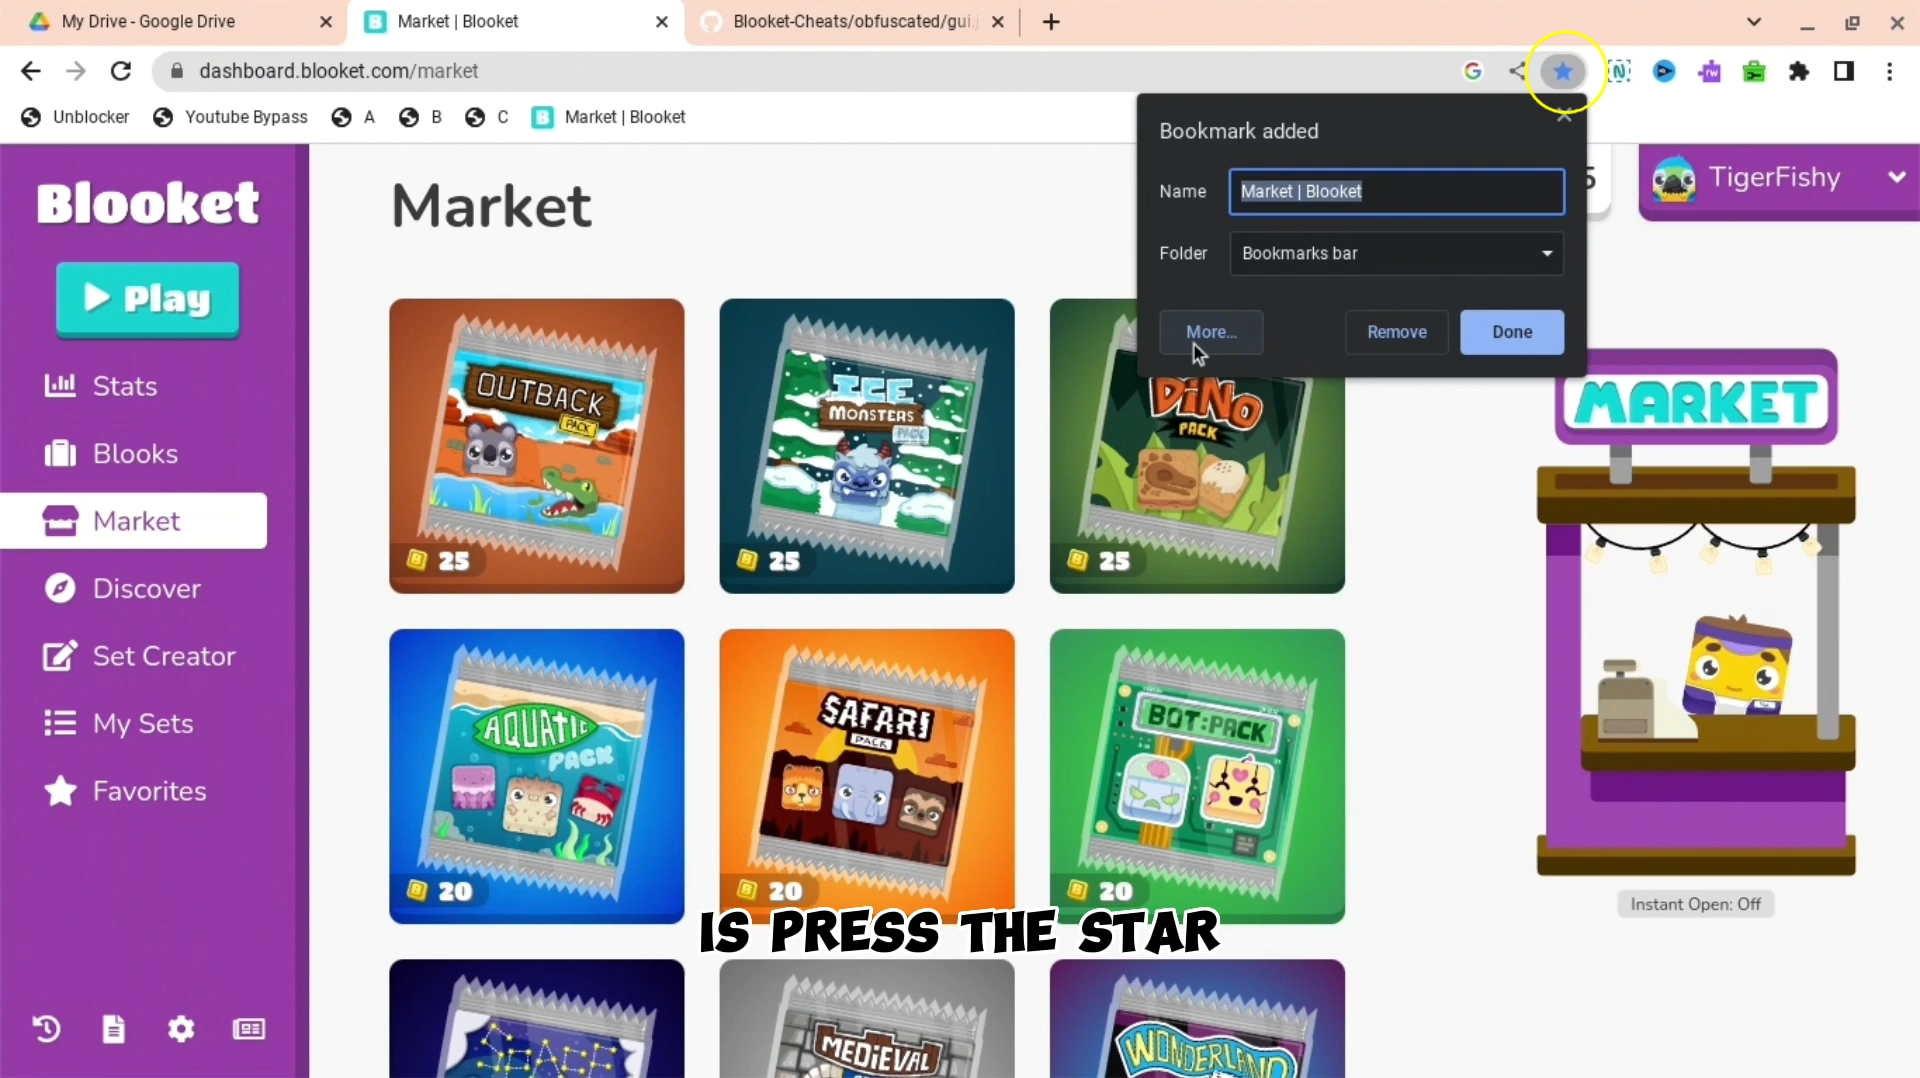 My Drive - Google Drive
Market | Blooket
Blooket-Cheats/obfuscated/gui.j
dashboard.blooket.com/market
Unblocker
Youtube Bypass
A
B
C
Market | Blooket
Bookmark added
Name
Market | Blooket
Folder
Bookmarks bar
More...
Remove
Done
5
TigerFishy
Blooket
Play
Stats
Blooks
Market
Discover
Set Creator
My Sets
Favorites
Market
OUTBACK
PACK
25
ICE
MONSTERS
PACK
25
DINO
PACK
25
AQUATIC
PACK
20
SAFARI
PACK
20
BOT:PACK
20
SPACE
MEDIEVAL
WONDERLAND
MARKET
Instant Open: Off
IS PRESS THE STAR